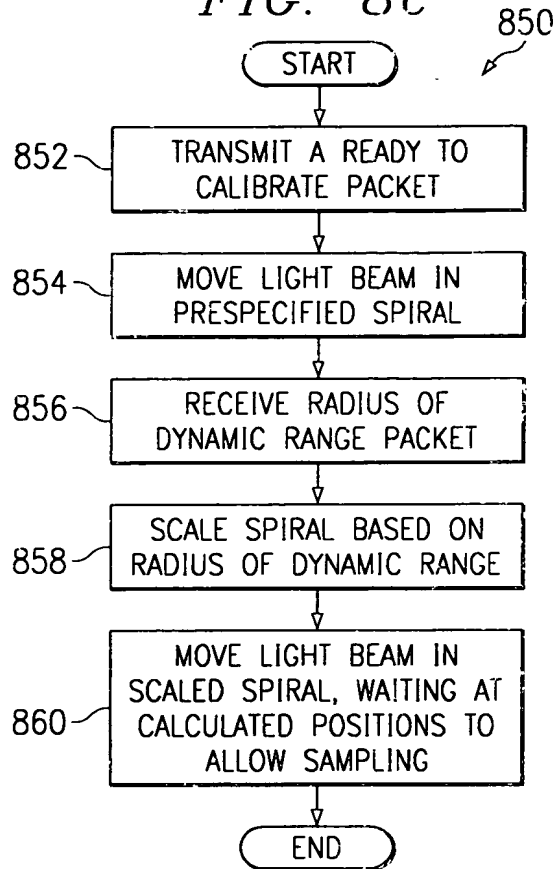 FIG. 8c
850
START
852
TRANSMIT A READY TO
CALIBRATE PACKET
854
MOVE LIGHT BEAM IN
PRESPECIFIED SPIRAL
856
RECEIVE RADIUS OF
DYNAMIC RANGE PACKET
858
SCALE SPIRAL BASED ON
RADIUS OF DYNAMIC RANGE
860
MOVE LIGHT BEAM IN
SCALED SPIRAL, WAITING AT
CALCULATED POSITIONS TO
ALLOW SAMPLING
END